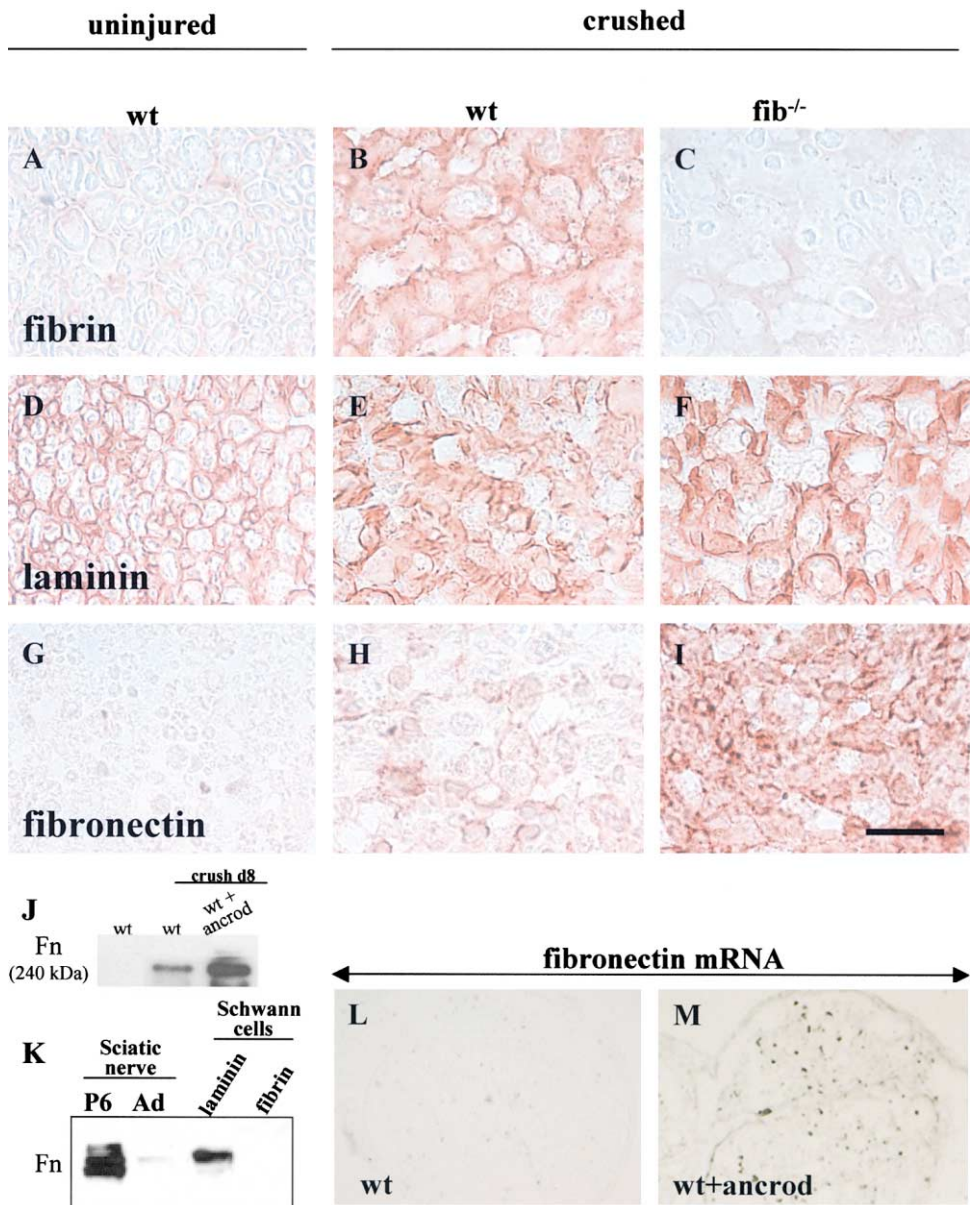 uninjured crushed
wt wt fib-/-
A B C
fibrin
D E F
laminin
G H I
fibronectin
J
crush d8
wt wt wt + ancrod
Fn
(240 kDa)
K
Sciatic nerve Schwann cells
P6 Ad laminin fibrin
Fn
fibronectin mRNA
L M
wt wt+ancrod